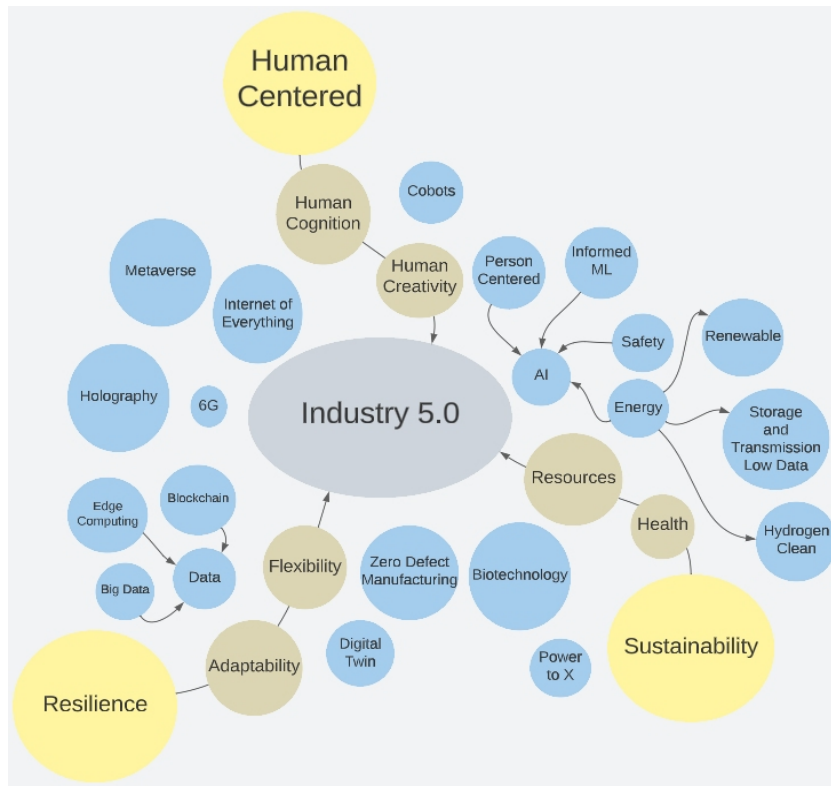 Human
Centered
Human
Cognition
Cobots
Human
Creativity
Person
Centered
Informed
ML
Metaverse
Internet of
Everything
Safety
Renewable
AI
Energy
Holography
6G
Industry 5.0
Storage
and
Transmission
Low Data
Resources
Blockchain
Edge
Computing
Health
Hydrogen
Clean
Big Data
Data
Flexibility
Zero Defect
Manufacturing
Biotechnology
Sustainability
Digital
Twin
Power
to X
Adaptability
Resilience